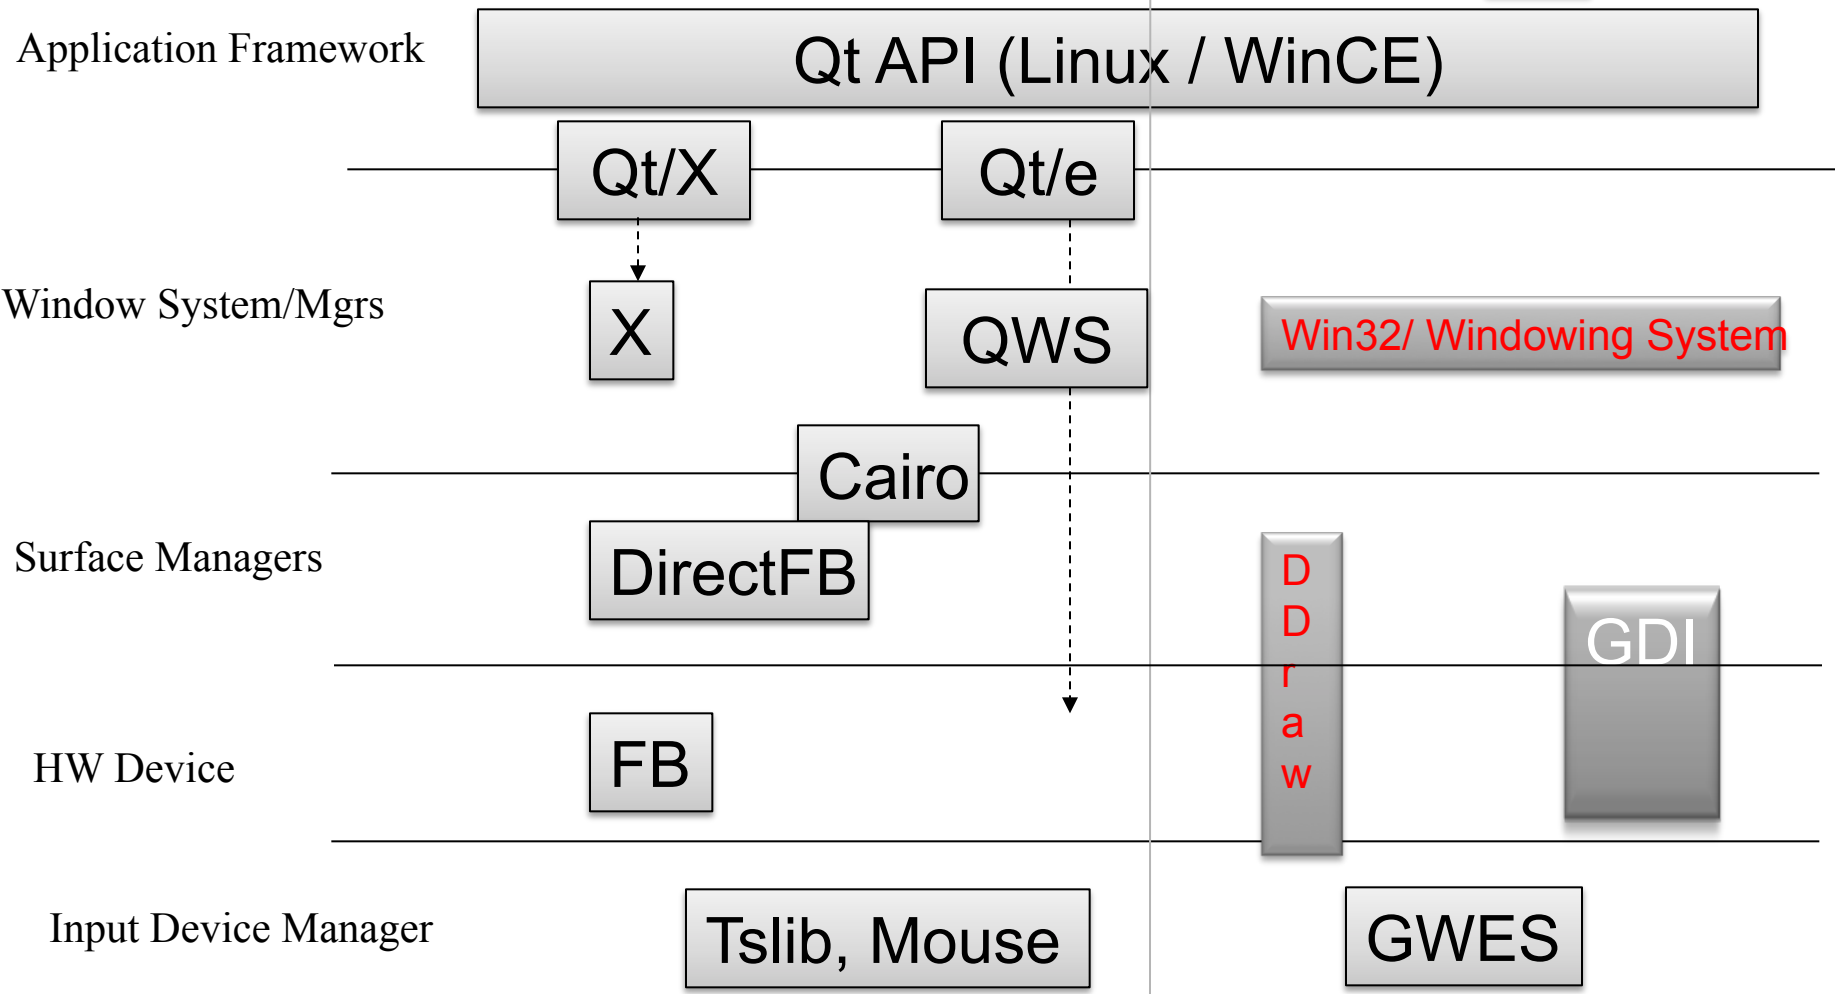 Application Framework
Qt API (Linux / WinCE)
Qt/X
Qt/e
Window System/Mgrs
X
QWS
Win32/ Windowing System
Cairo
Surface Managers
DirectFB
D
D
r
a
w
GDI
HW Device
FB
Input Device Manager
Tslib, Mouse
GWES